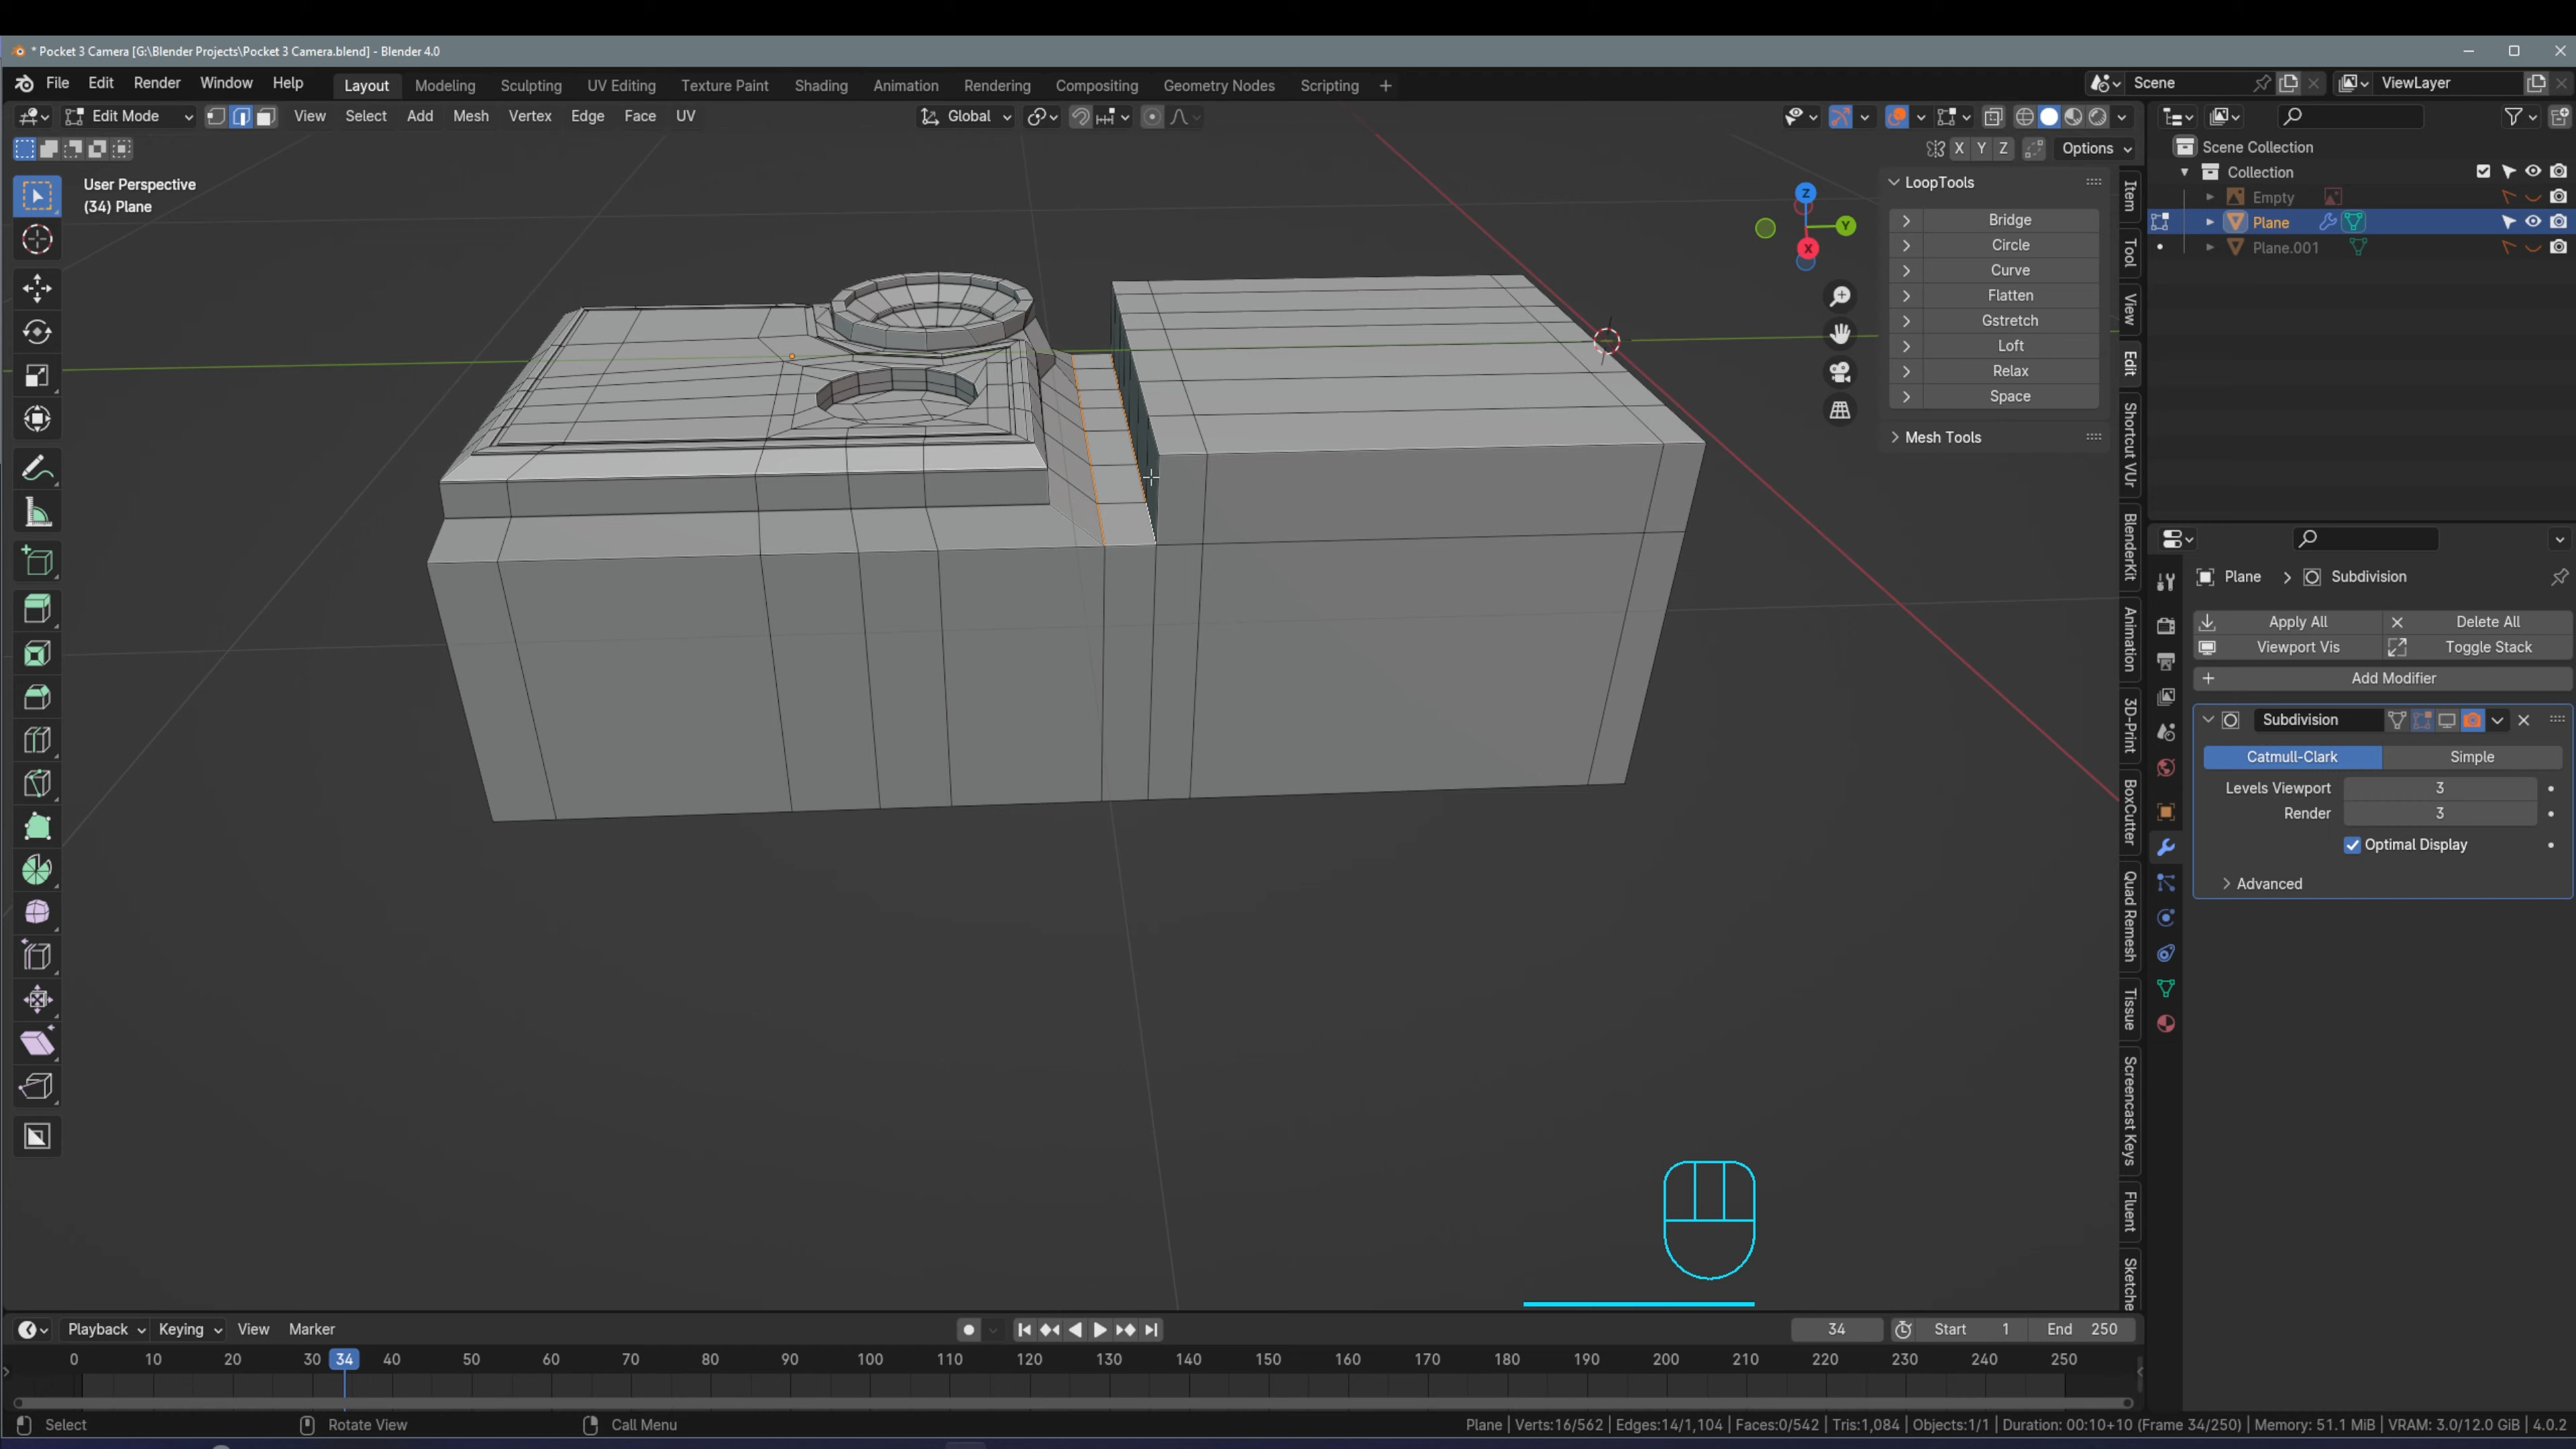 * Pocket 3 Camera [G:\Blender Projects\Pocket 3 Camera.blend] - Blender 4.0
File Edit Render Window Help Layout Modeling Sculpting UV Editing Texture Paint Shading Animation Rendering Compositing Geometry Nodes Scripting + Scene ViewLayer
Edit Mode View Select Add Mesh Vertex Edge Face UV Global
X Y Z Options
User Perspective
(34) Plane
Z
Y
X
LoopTools
Bridge
Circle
Curve
Flatten
Gstretch
Loft
Relax
Space
Mesh Tools
Item
Tool
View
Edit
Shortcut VUr
BlenderKit
Animation
3D-Print
BoxCutter
Quad Remesh
Tissue
Screencast Keys
Fluent
Sketche
Scene Collection
Collection
Empty
Plane
Plane.001
Plane > Subdivision
Apply All Delete All
Viewport Vis Toggle Stack
Add Modifier
Subdivision
Catmull-Clark Simple
Levels Viewport 3
Render 3
Optimal Display
Advanced
Playback Keying View Marker 34 Start 1 End 250
0 10 20 30 34 40 50 60 70 80 90 100 110 120 130 140 150 160 170 180 190 200 210 220 230 240 250
Select Rotate View Call Menu Plane | Verts:16/562 | Edges:14/1,104 | Faces:0/542 | Tris:1,084 | Objects:1/1 | Duration: 00:10+10 (Frame 34/250) | Memory: 51.1 MiB | VRAM: 3.0/12.0 GiB | 4.0.2